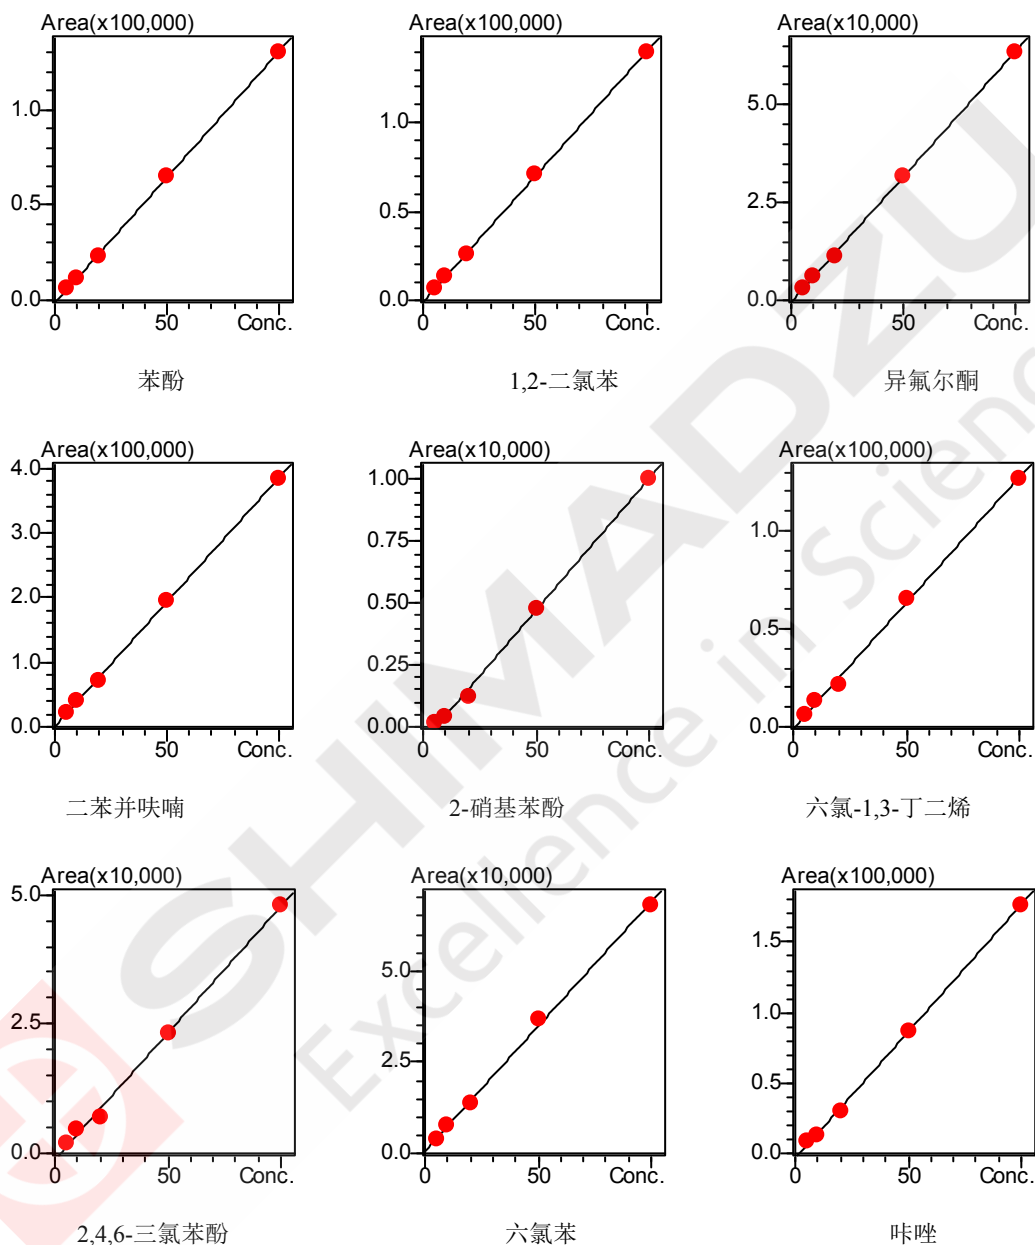 Area(x100,000)
1.0
0.5
0.0
0 50 Conc.
苯酚
Area(x100,000)
1.0
0.5
0.0
0 50 Conc.
1,2-二氯苯
Area(x10,000)
5.0
2.5
0.0
0 50 Conc.
异氟尔酮
Area(x100,000)
4.0
3.0
2.0
1.0
0.0
0 50 Conc.
二苯并呋喃
Area(x10,000)
1.00
0.75
0.50
0.25
0.00
0 50 Conc.
2-硝基苯酚
Area(x100,000)
1.0
0.5
0.0
0 50 Conc.
六氯-1,3-丁二烯
Area(x10,000)
5.0
2.5
0.0
0 50 Conc.
2,4,6-三氯苯酚
Area(x10,000)
5.0
2.5
0.0
0 50 Conc.
六氯苯
Area(x100,000)
1.5
1.0
0.5
0.0
0 50 Conc.
咔唑
SHIMADZU
Excellence in Scienc